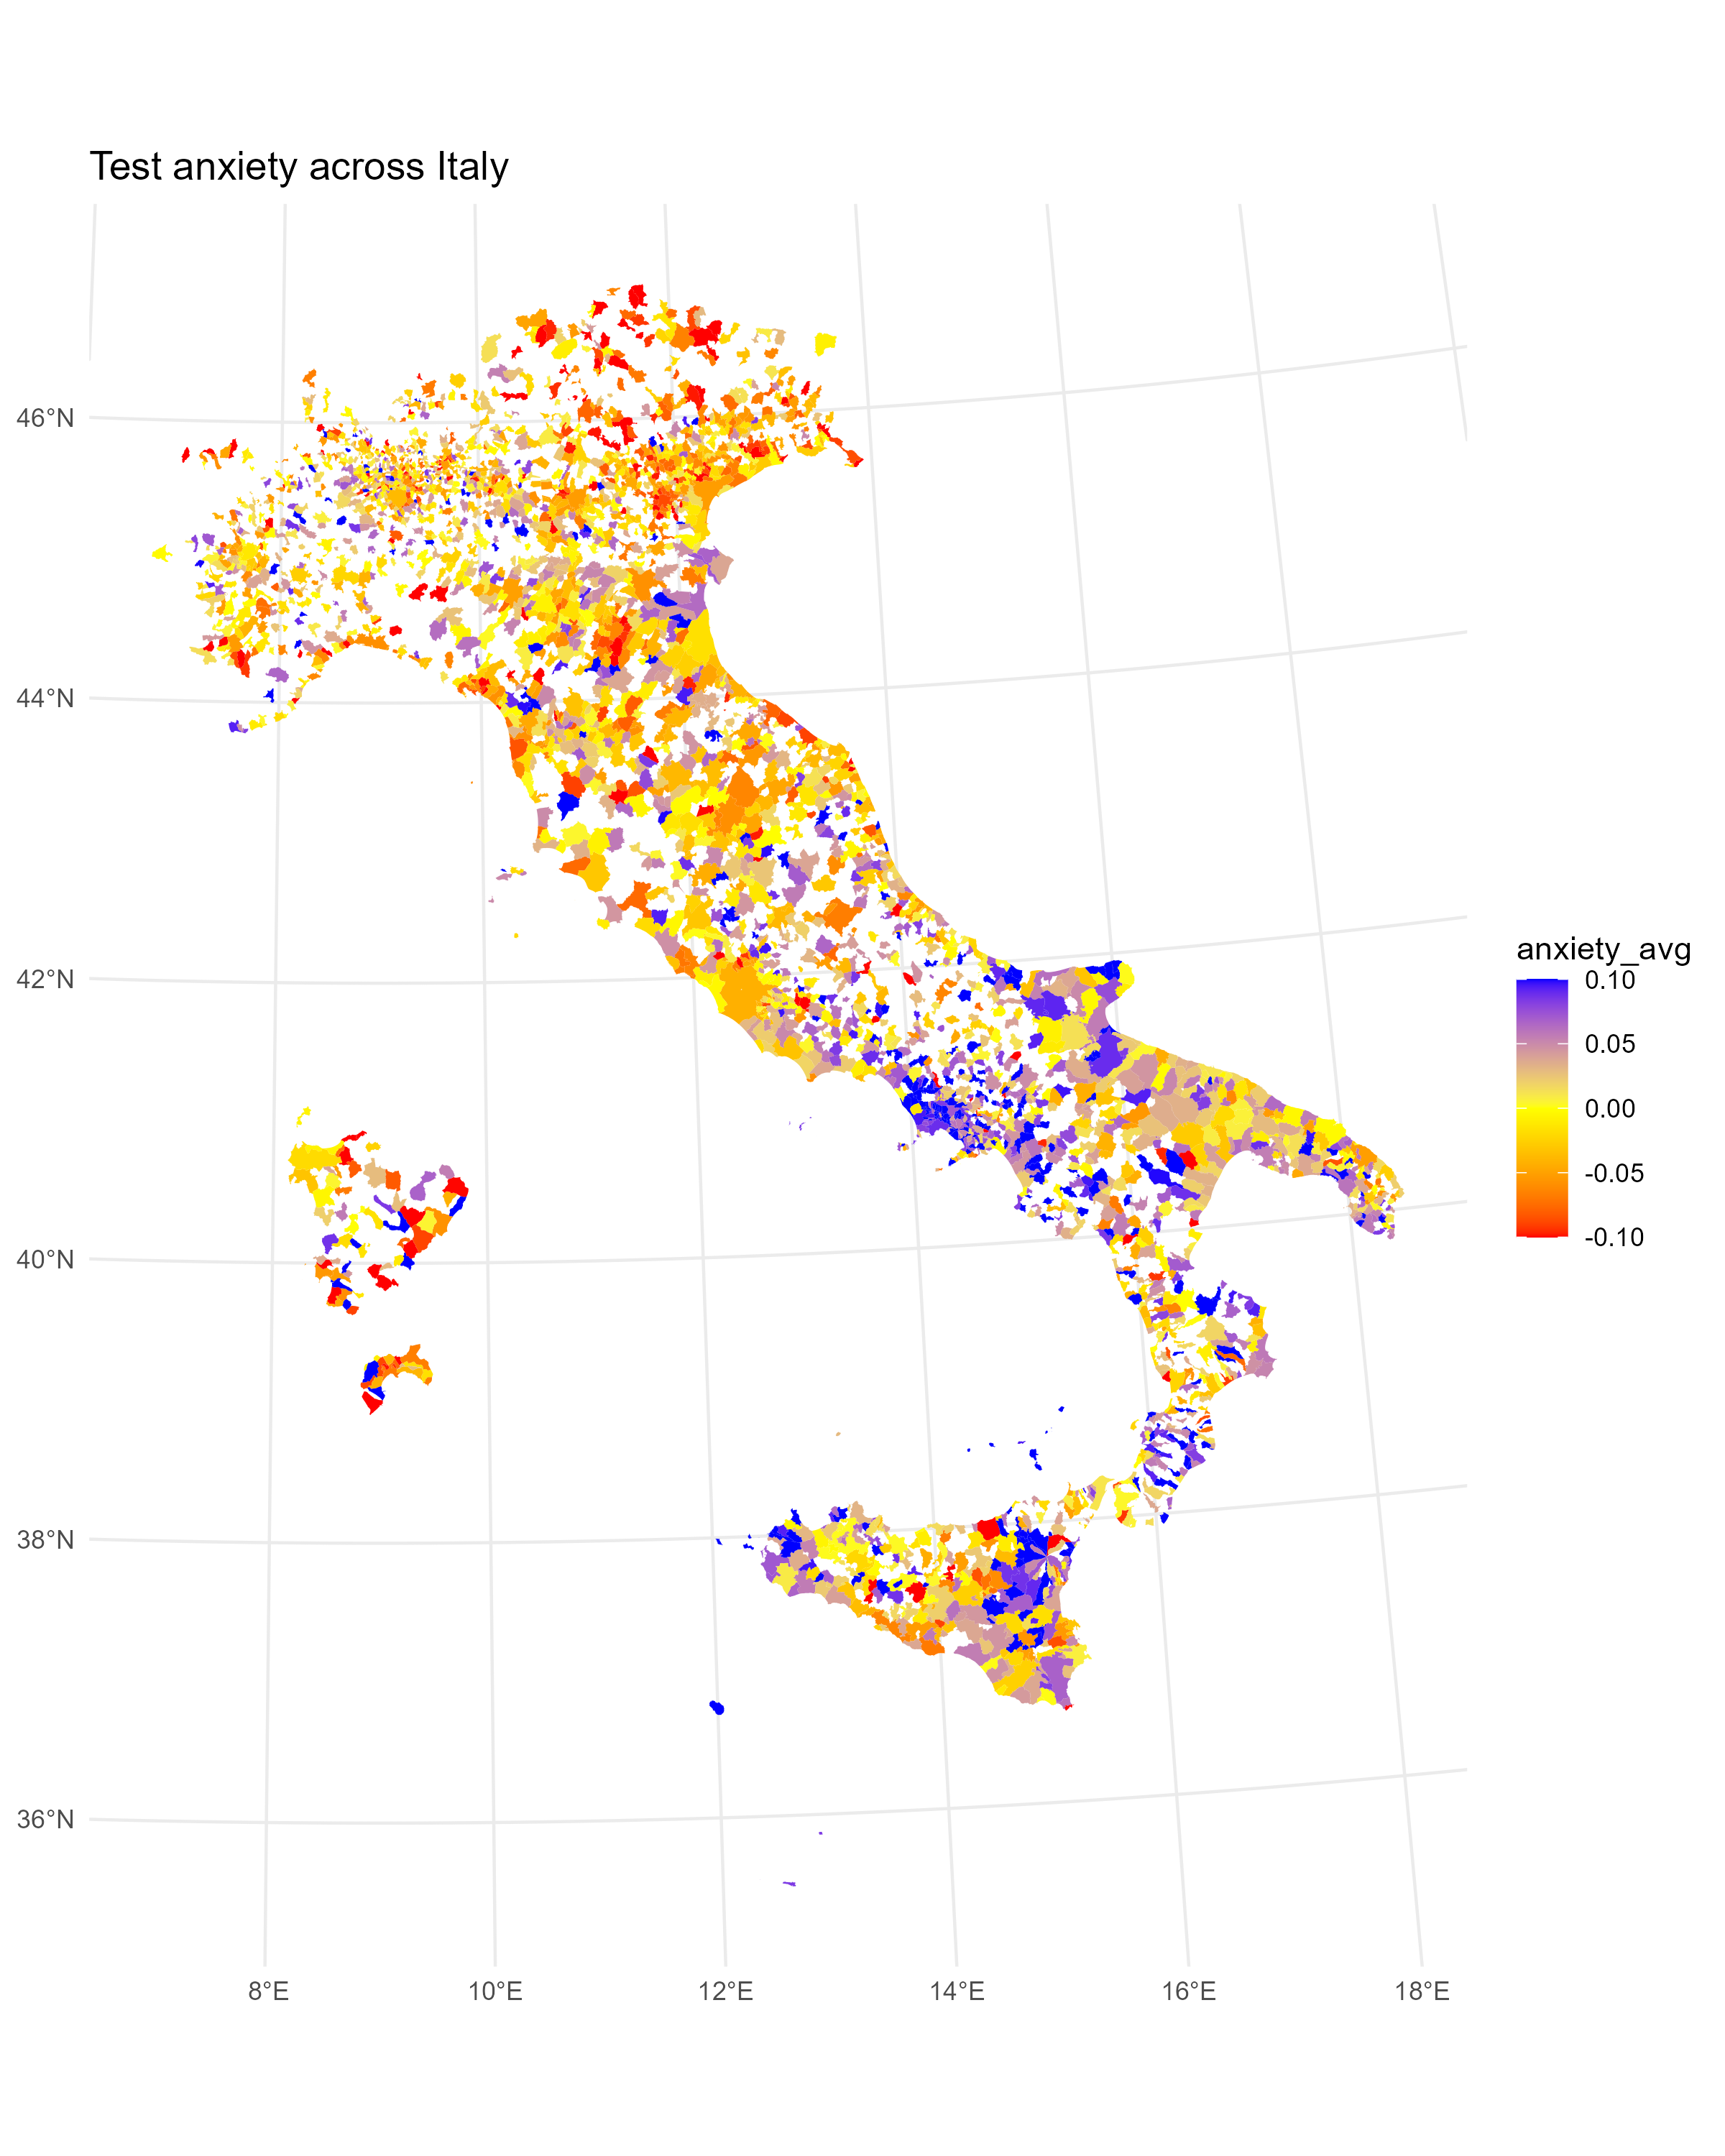 Test anxiety across Italy
46°N
44°N
42°N
40°N
38°N
36°N
8°E
10°E
12°E
14°E
16°E
18°E
anxiety_avg
0.10
0.05
0.00
-0.05
-0.10